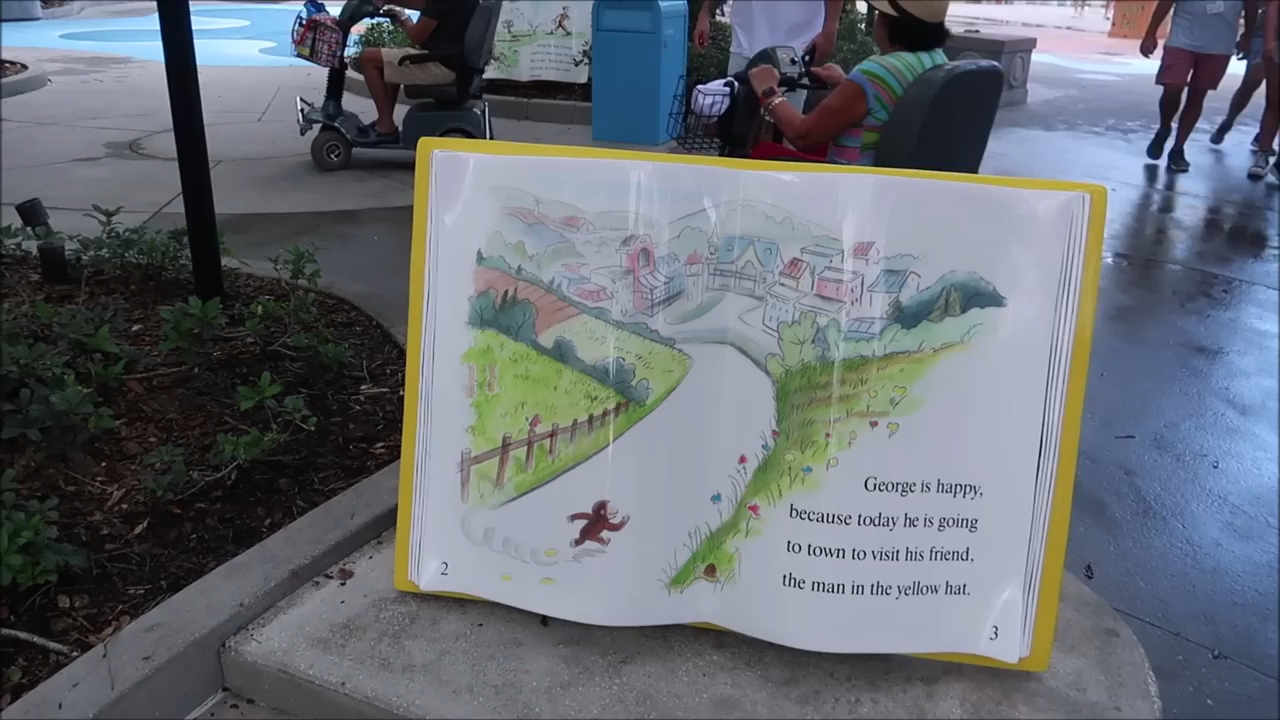 George is happy,
because today he is going
to town to visit his friend,
the man in the yellow hat.
2
3